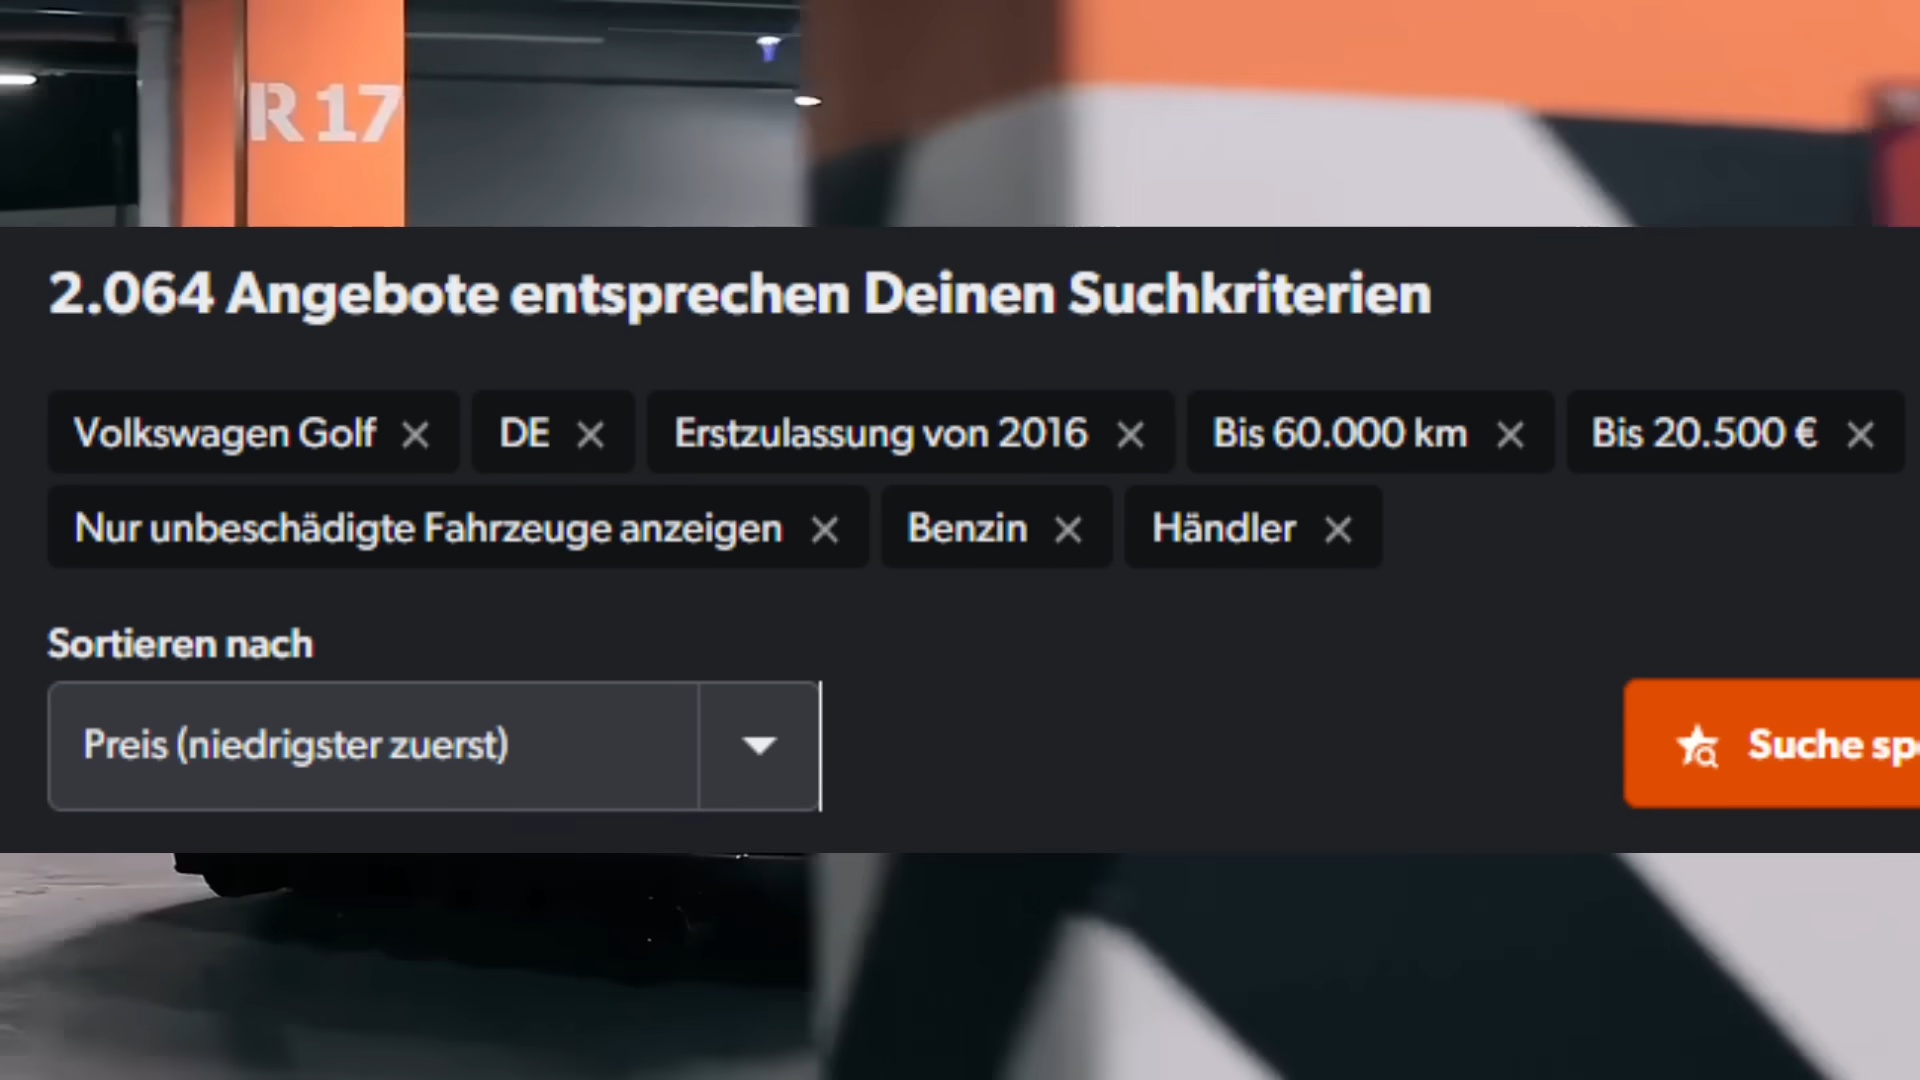 R 17
2.064 Angebote entsprechen Deinen Suchkriterien
Volkswagen Golf DE Erstzulassung von 2016 Bis 60.000 km Bis 20.500 €
Nur unbeschädigte Fahrzeuge anzeigen Benzin Händler
Sortieren nach
Preis (niedrigster zuerst)
Suche